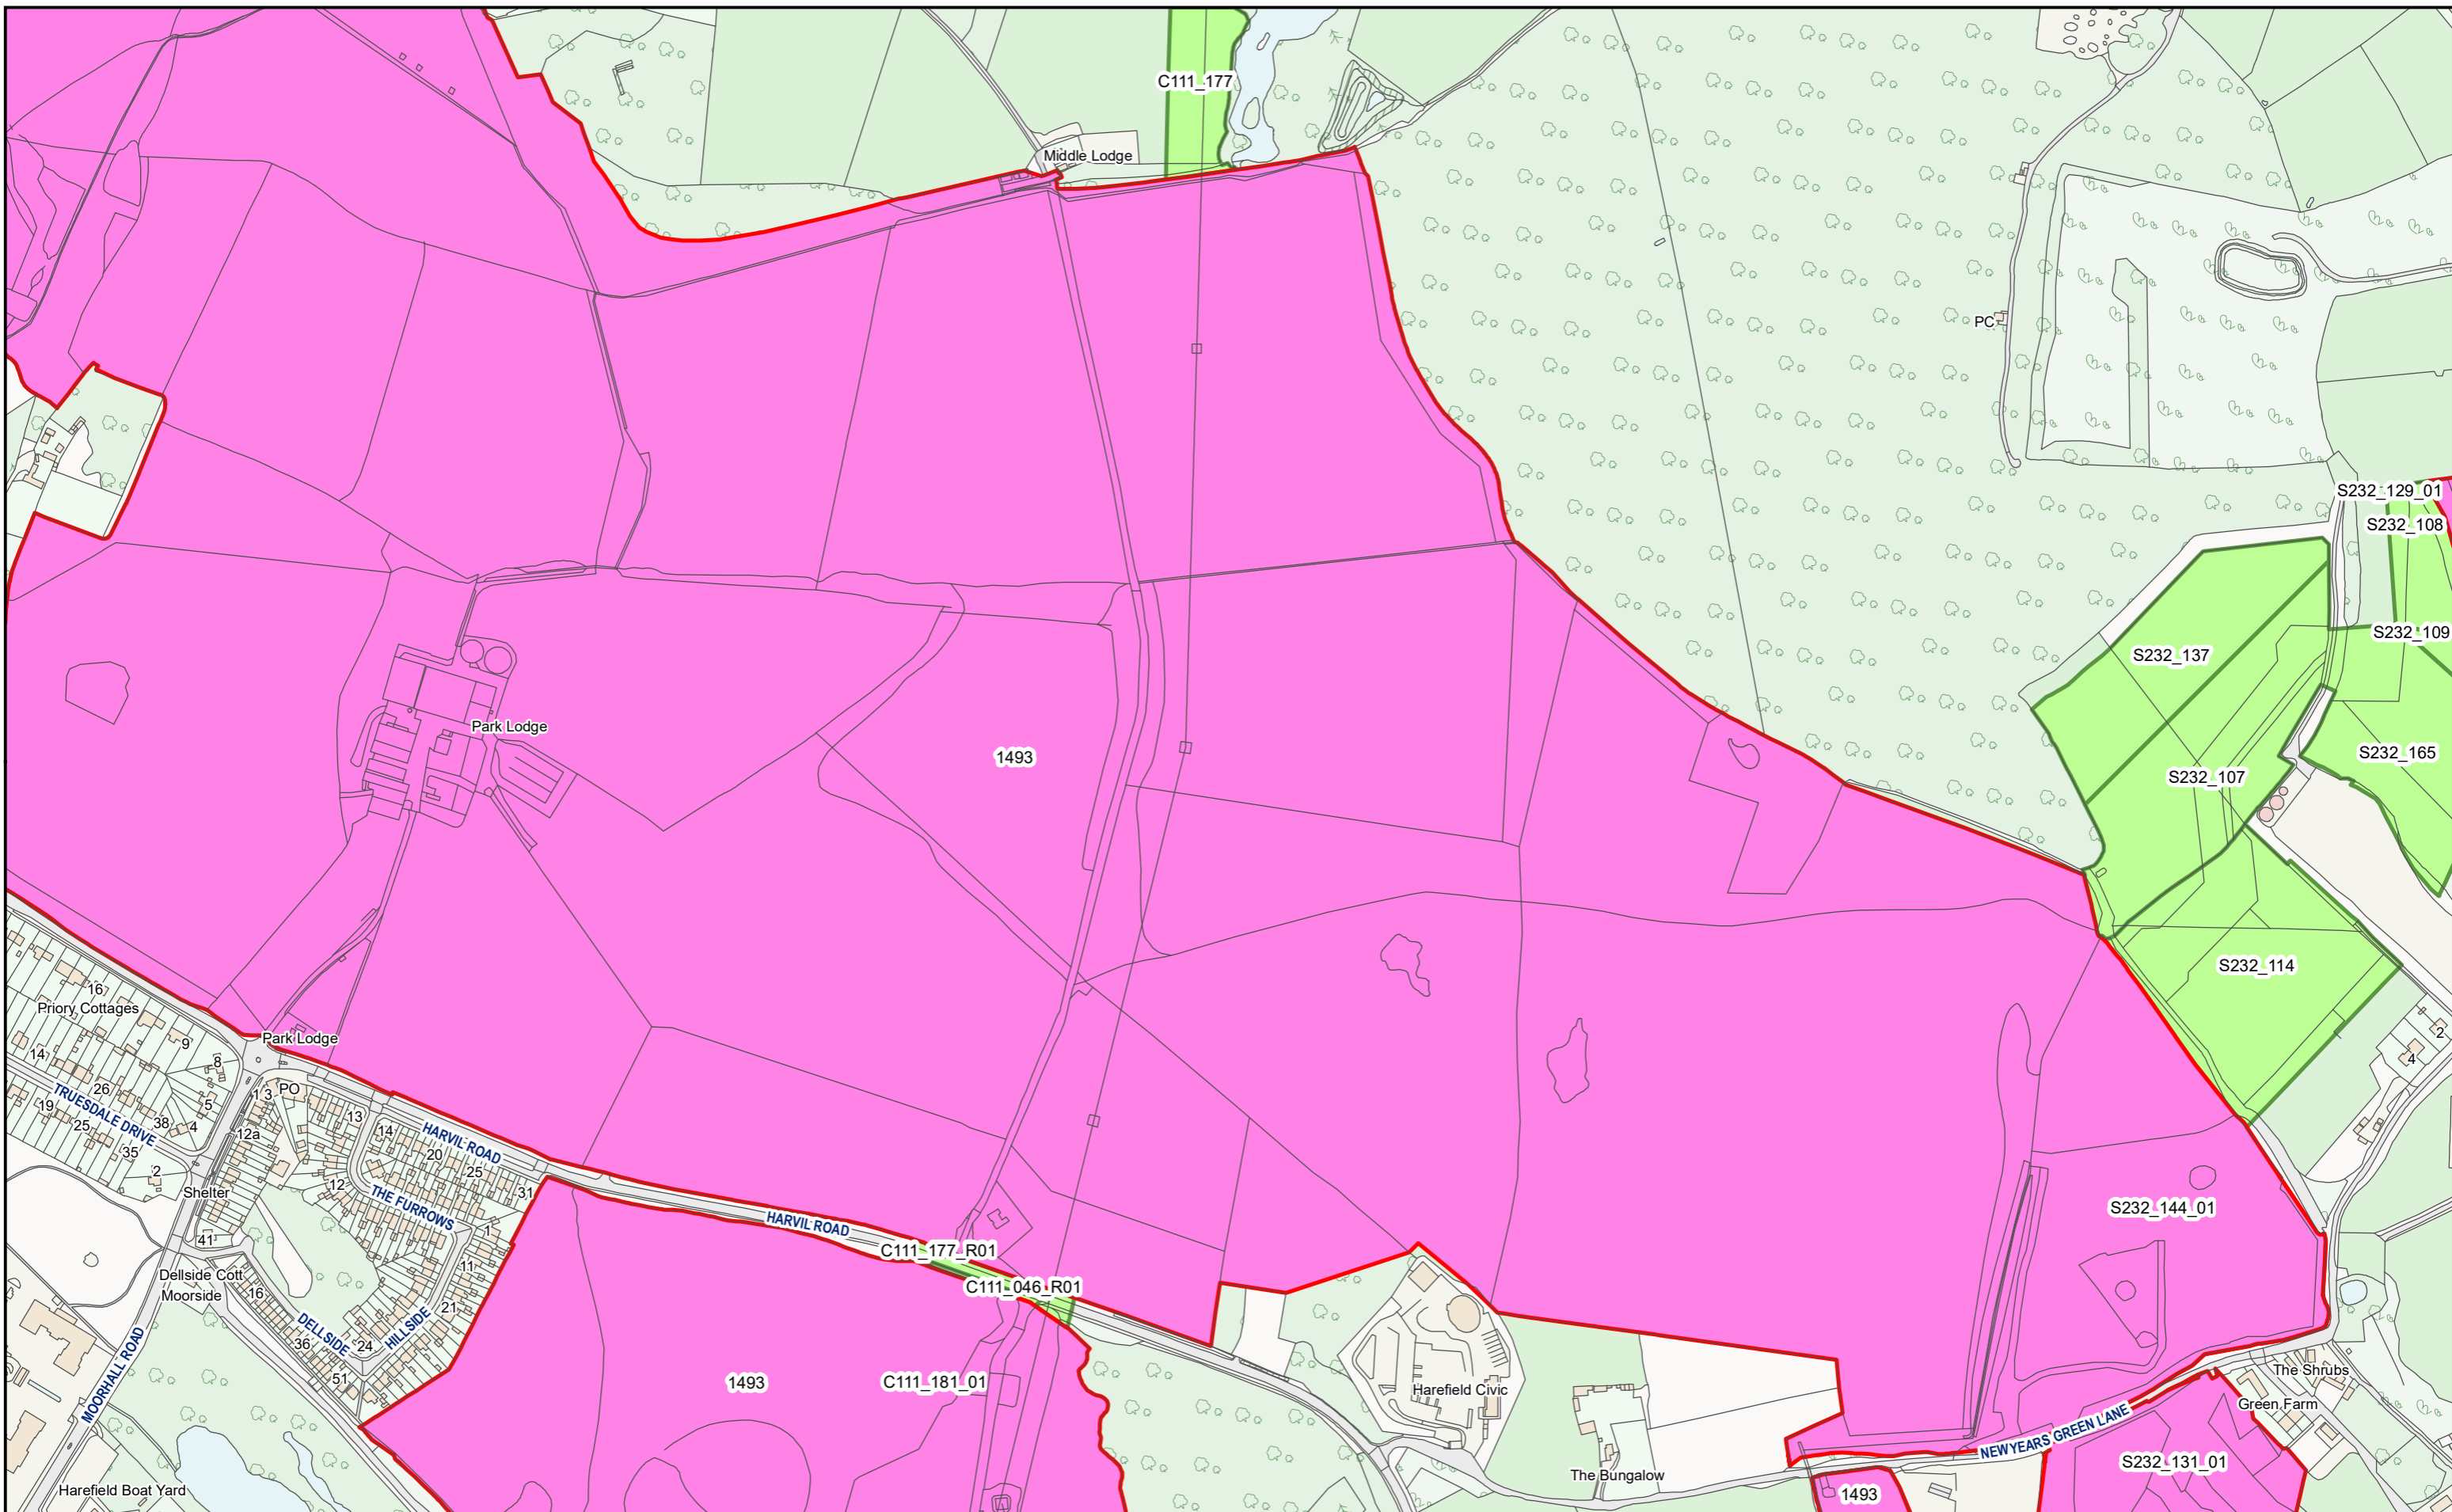 C111_177
Middle Lodge
PC
S232_129_01
S232_108
S232_109
S232_137
S232_165
S232_107
Park Lodge
1493
S232_114
16
Priory Cottages
9
Park Lodge
8
14
2
4
26
PO
1
3
5
19
TRUESDALE DRIVE
38
4
13
25
12a
14
HARVIL ROAD
35
20
2
25
Shelter
12
31
THE FURROWS
HARVIL ROAD
S232_144_01
41
1
C111_177_R01
11
Dellside Cott
Moorside
C111_046_R01
16
21
DELLSIDE
HILLSIDE
36
24
MOORHALL ROAD
51
1493
C111_181_01
Harefield Civic
The Shrubs
Green Farm
NEWYEARS GREEN LANE
S232_131_01
The Bungalow
Harefield Boat Yard
1493